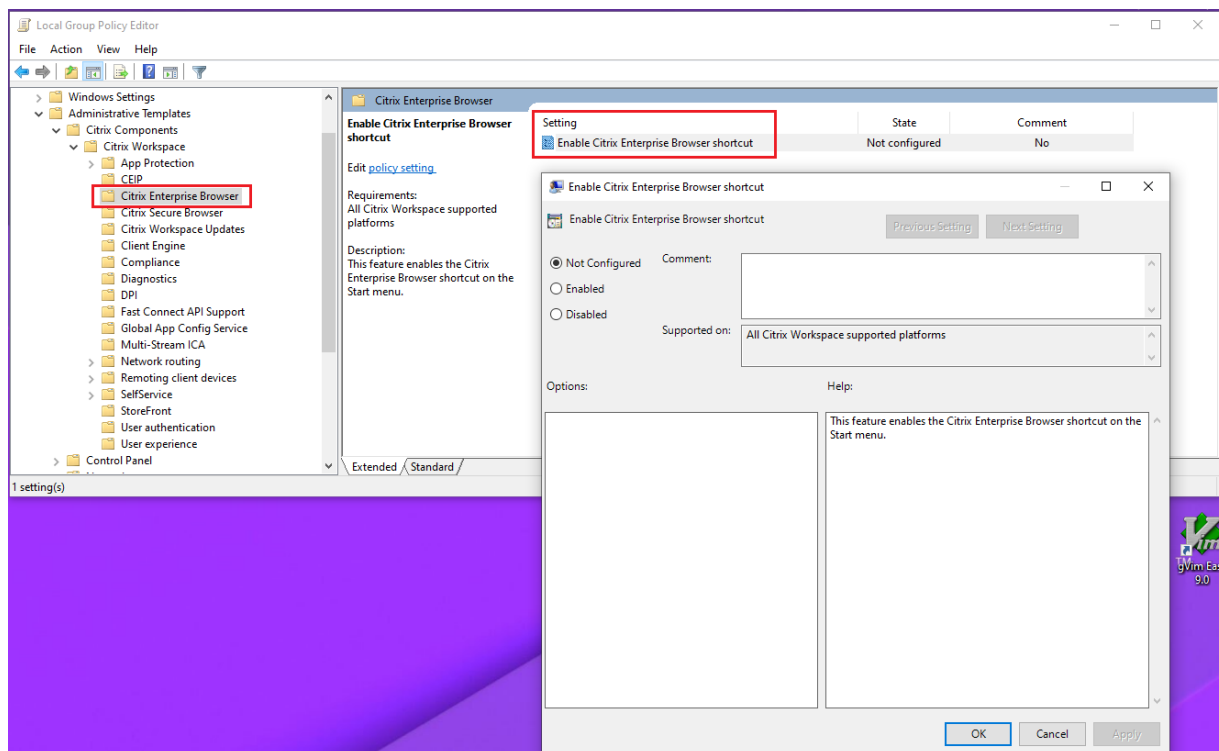 Local Group Policy Editor
File Action View Help
Windows Settings
Administrative Templates
Citrix Components
Citrix Workspace
App Protection
CEIP
Citrix Enterprise Browser
Citrix Secure Browser
Citrix Workspace Updates
Client Engine
Compliance
Diagnostics
DPI
Fast Connect API Support
Global App Config Service
Multi-Stream ICA
Network routing
Remoting client devices
SelfService
StoreFront
User authentication
User experience
Control Panel
1 setting(s)
Citrix Enterprise Browser
Enable Citrix Enterprise Browser
shortcut
Edit policy setting
Requirements:
All Citrix Workspace supported
platforms
Description:
This feature enables the Citrix
Enterprise Browser shortcut on the
Start menu.
Setting State Comment
Enable Citrix Enterprise Browser shortcut Not configured No
Extended Standard
Enable Citrix Enterprise Browser shortcut
Enable Citrix Enterprise Browser shortcut
Previous Setting Next Setting
Not Configured Comment:
Enabled
Disabled
Supported on: All Citrix Workspace supported platforms
Options: Help:
This feature enables the Citrix Enterprise Browser shortcut on the
Start menu.
OK Cancel Apply
Vim
TM
gVim Eas
9.0